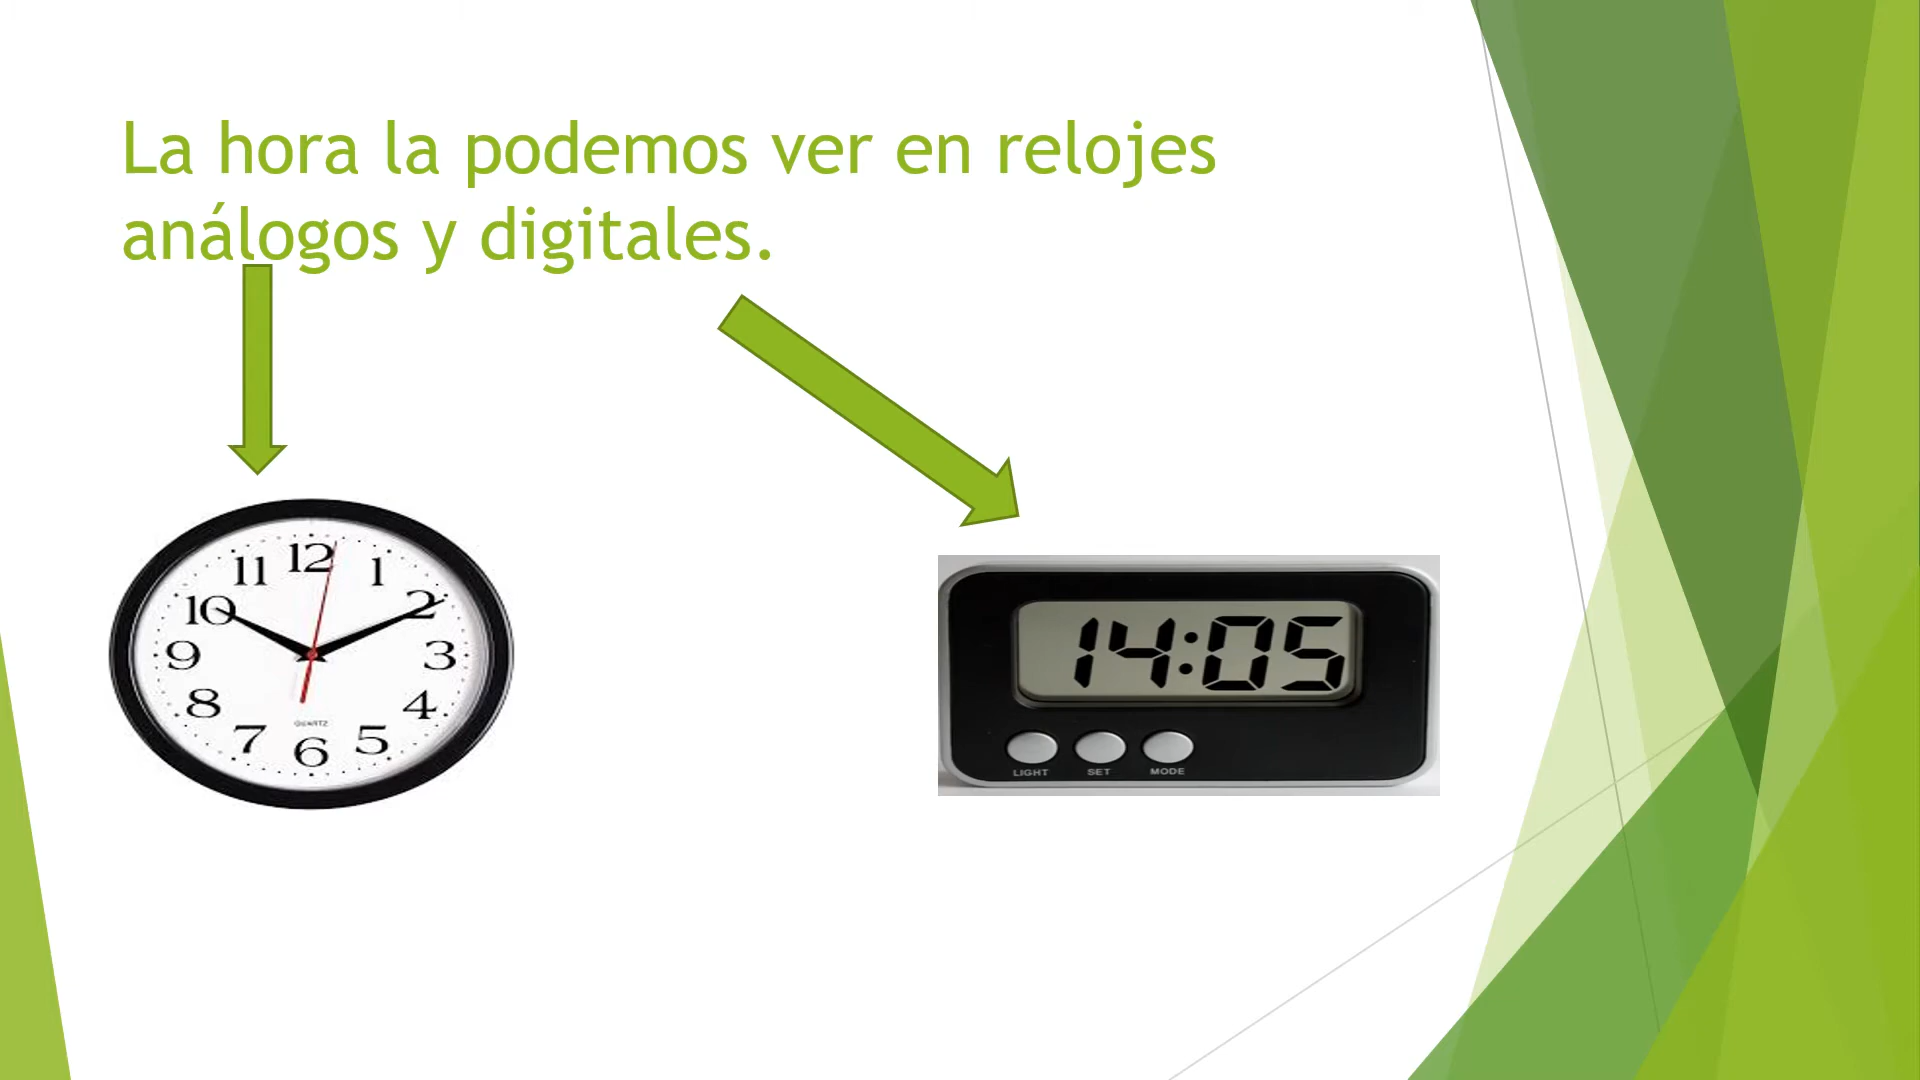 La hora la podemos ver en relojes
análogos y digitales.
12
11 1
10 2
9 3
8 4
QUARTZ
7 5
6
14:05
LIGHT SET MODE